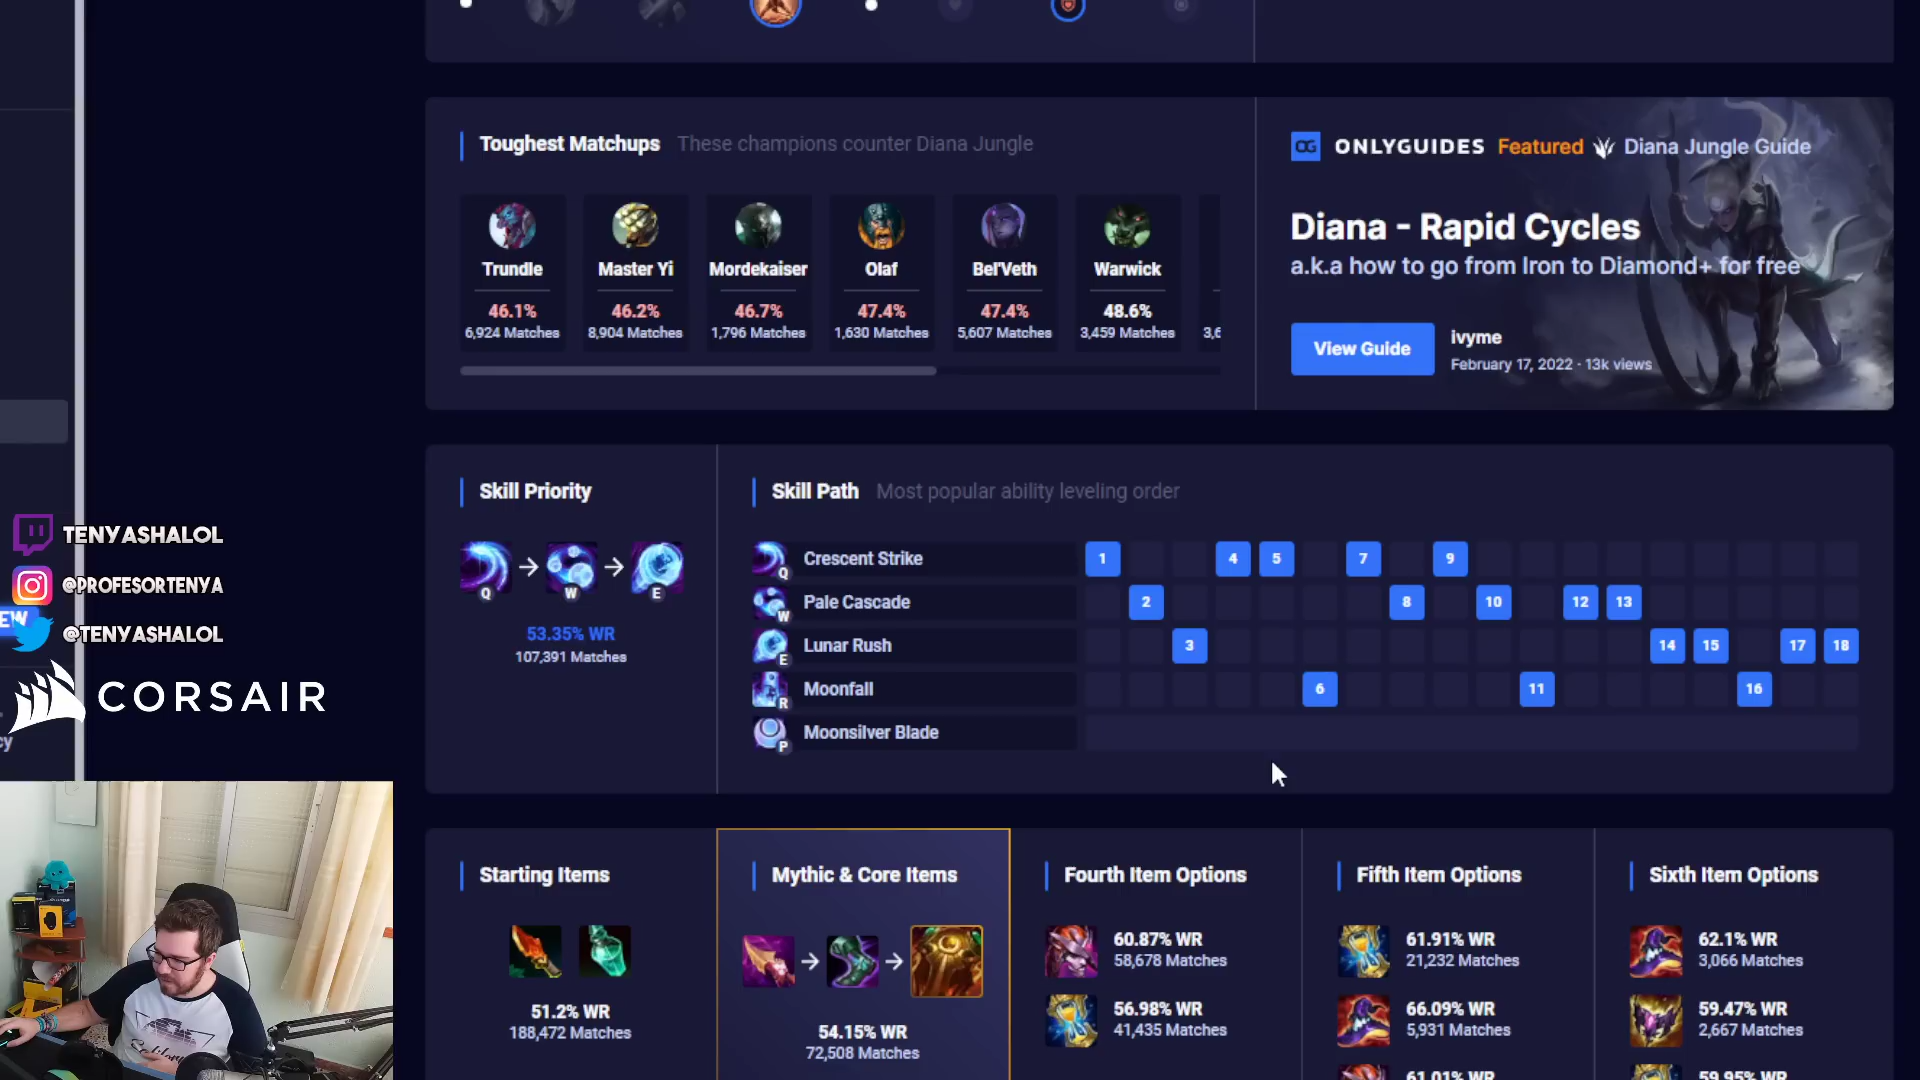 Toughest Matchups These champions counter Diana Jungle
Trundle
46.1%
6,924 Matches
Master Yi
46.2%
8,904 Matches
Mordekaiser
46.7%
1,796 Matches
Olaf
47.4%
1,630 Matches
Bel'Veth
47.4%
5,607 Matches
Warwick
48.6%
3,459 Matches
OG ONLYGUIDES Featured Diana Jungle Guide
Diana - Rapid Cycles
a.k.a how to go from Iron to Diamond+ for free
View Guide
ivyme
February 17, 2022 · 13k views
Skill Priority
Q W E
53.35% WR
107,391 Matches
Skill Path Most popular ability leveling order
Q Crescent Strike 1 4 5 7 9
W Pale Cascade 2 8 10 12 13
E Lunar Rush 3 14 15 17 18
R Moonfall 6 11 16
P Moonsilver Blade
TENYASHALOL
@PROFESORTENYA
@TENYASHALOL
CORSAIR
Starting Items
51.2% WR
188,472 Matches
Mythic & Core Items
54.15% WR
72,508 Matches
Fourth Item Options
60.87% WR
58,678 Matches
56.98% WR
41,435 Matches
Fifth Item Options
61.91% WR
21,232 Matches
66.09% WR
5,931 Matches
61.01% WR
Sixth Item Options
62.1% WR
3,066 Matches
59.47% WR
2,667 Matches
59.95% WR